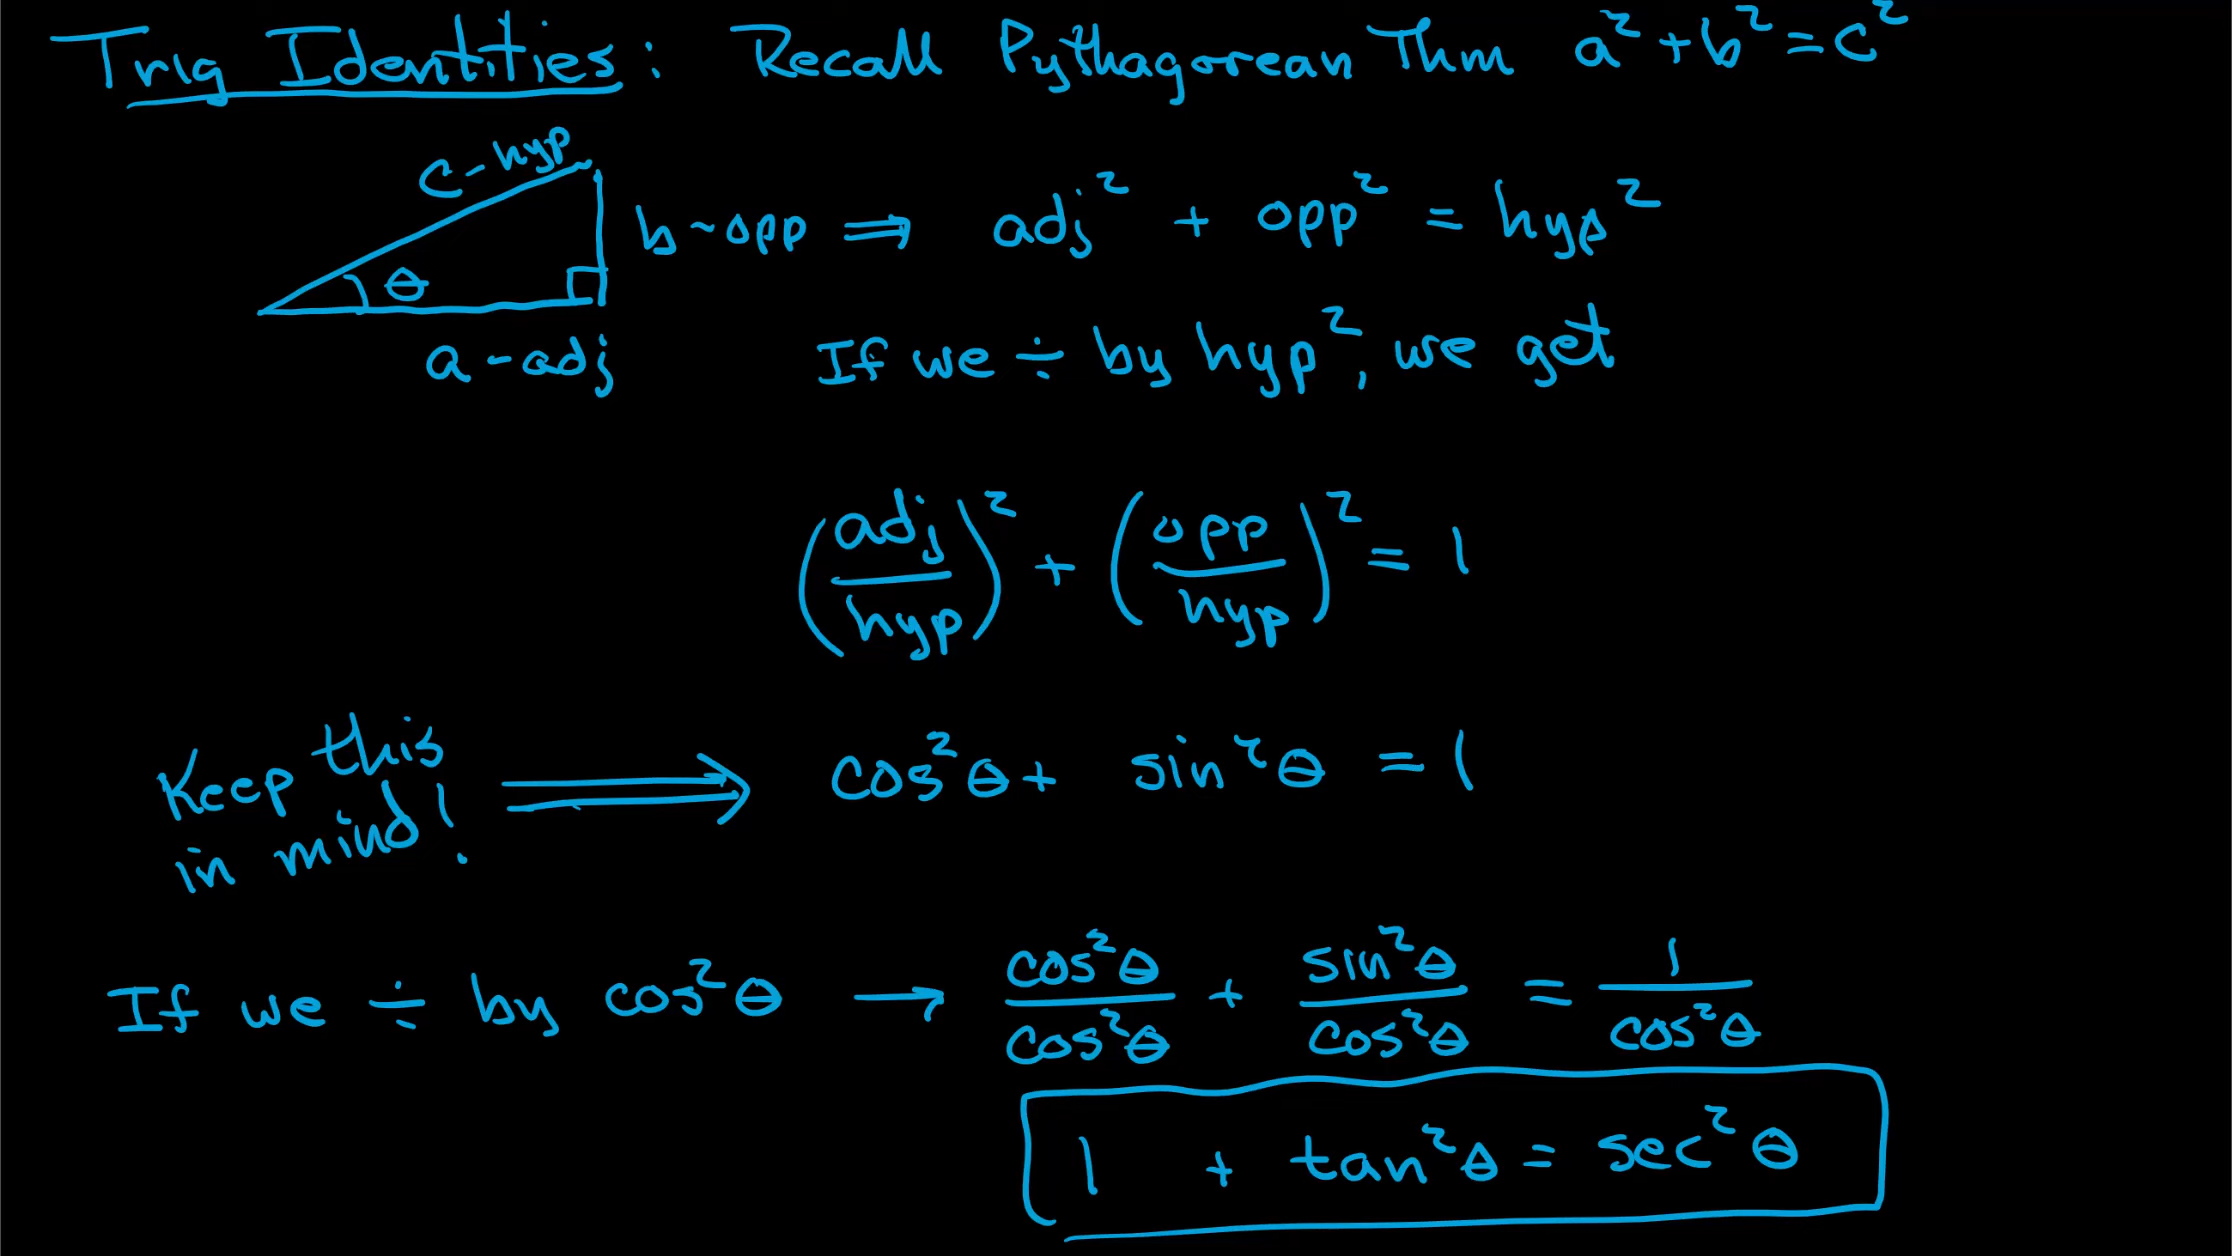 Trig Identities: Recall Pythagorean Thm a² + b² = c²
c-hyp
b-opp ⇒ adj² + opp² = hyp²
θ
a-adj
If we ÷ by hyp², we get
(adj/hyp)² + (opp/hyp)² = 1
Keep this
in mind! ⟹ cos²θ + sin²θ = 1
If we ÷ by cos²θ → cos²θ/cos²θ + sin²θ/cos²θ = 1/cos²θ
1 + tan²θ = sec²θ